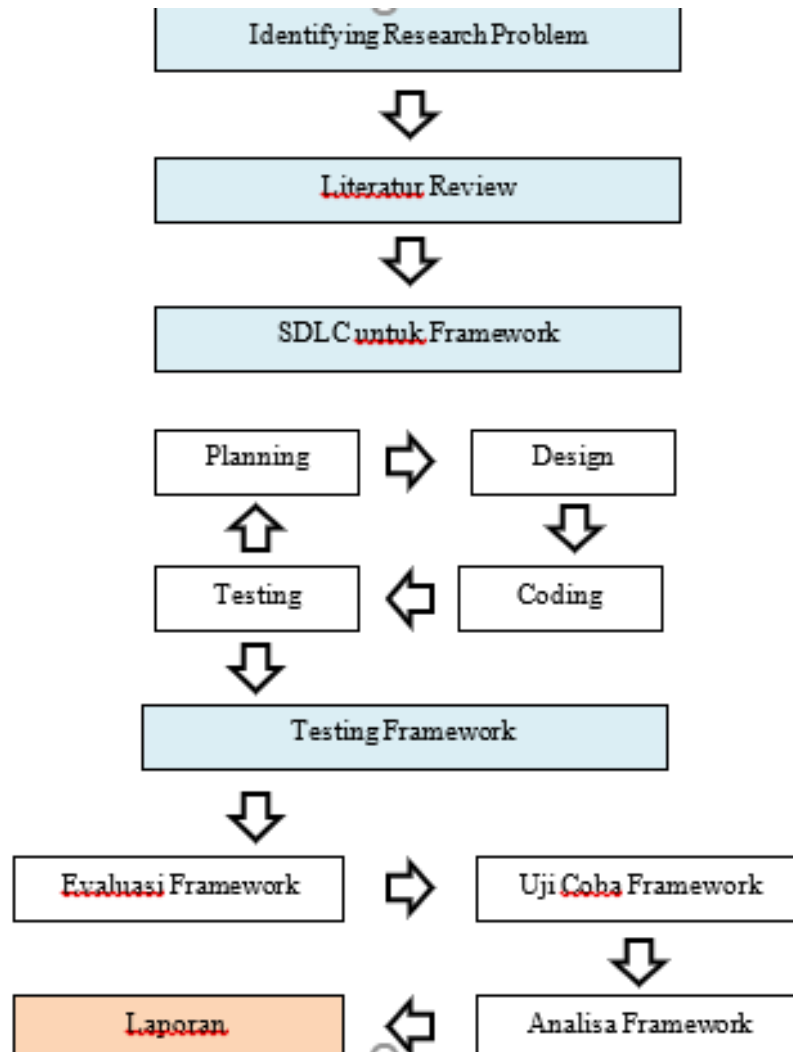 Identifying Research Problem
Literatur Review
SDLC untuk Framework
Planning
Design
Testing
Coding
Testing Framework
Evaluasi Framework
Uji Coba Framework
Laporan
Analisa Framework